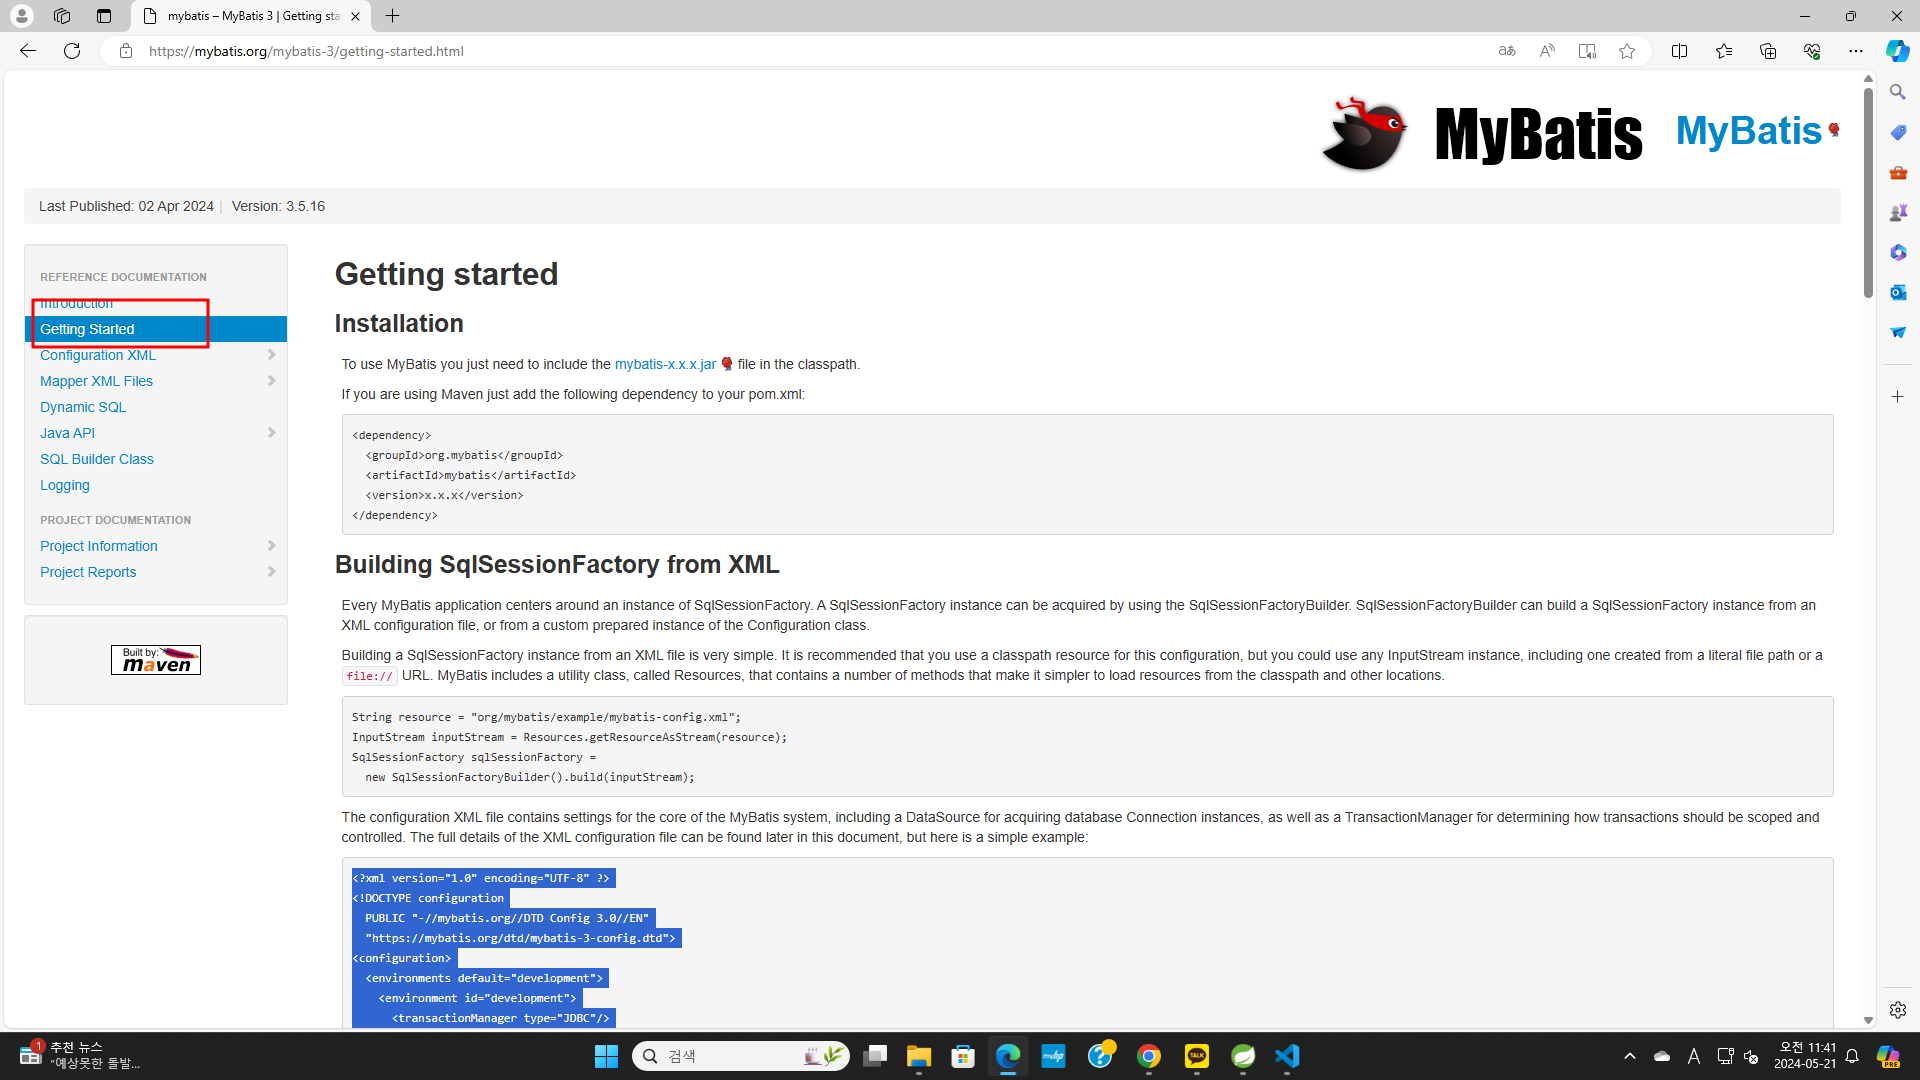 mybatis – MyBatis 3 | Getting sta
https://mybatis.org/mybatis-3/getting-started.html
MyBatis
MyBatis
Last Published: 02 Apr 2024 | Version: 3.5.16
REFERENCE DOCUMENTATION
Introduction
Getting Started
Configuration XML
Mapper XML Files
Dynamic SQL
Java API
SQL Builder Class
Logging
PROJECT DOCUMENTATION
Project Information
Project Reports
Built by:
maven
Getting started
Installation
To use MyBatis you just need to include the mybatis-x.x.x.jar file in the classpath.
If you are using Maven just add the following dependency to your pom.xml:
<dependency>
  <groupId>org.mybatis</groupId>
  <artifactId>mybatis</artifactId>
  <version>x.x.x</version>
</dependency>
Building SqlSessionFactory from XML
Every MyBatis application centers around an instance of SqlSessionFactory. A SqlSessionFactory instance can be acquired by using the SqlSessionFactoryBuilder. SqlSessionFactoryBuilder can build a SqlSessionFactory instance from an
XML configuration file, or from a custom prepared instance of the Configuration class.
Building a SqlSessionFactory instance from an XML file is very simple. It is recommended that you use a classpath resource for this configuration, but you could use any InputStream instance, including one created from a literal file path or a
file:// URL. MyBatis includes a utility class, called Resources, that contains a number of methods that make it simpler to load resources from the classpath and other locations.
String resource = "org/mybatis/example/mybatis-config.xml";
InputStream inputStream = Resources.getResourceAsStream(resource);
SqlSessionFactory sqlSessionFactory =
  new SqlSessionFactoryBuilder().build(inputStream);
The configuration XML file contains settings for the core of the MyBatis system, including a DataSource for acquiring database Connection instances, as well as a TransactionManager for determining how transactions should be scoped and
controlled. The full details of the XML configuration file can be found later in this document, but here is a simple example:
<?xml version="1.0" encoding="UTF-8" ?>
<!DOCTYPE configuration
  PUBLIC "-//mybatis.org//DTD Config 3.0//EN"
  "https://mybatis.org/dtd/mybatis-3-config.dtd">
<configuration>
  <environments default="development">
    <environment id="development">
      <transactionManager type="JDBC"/>
1
추천 뉴스
"예상못한 돌발...
검색
myhp
TALK
A
오전 11:41
2024-05-21
PRE